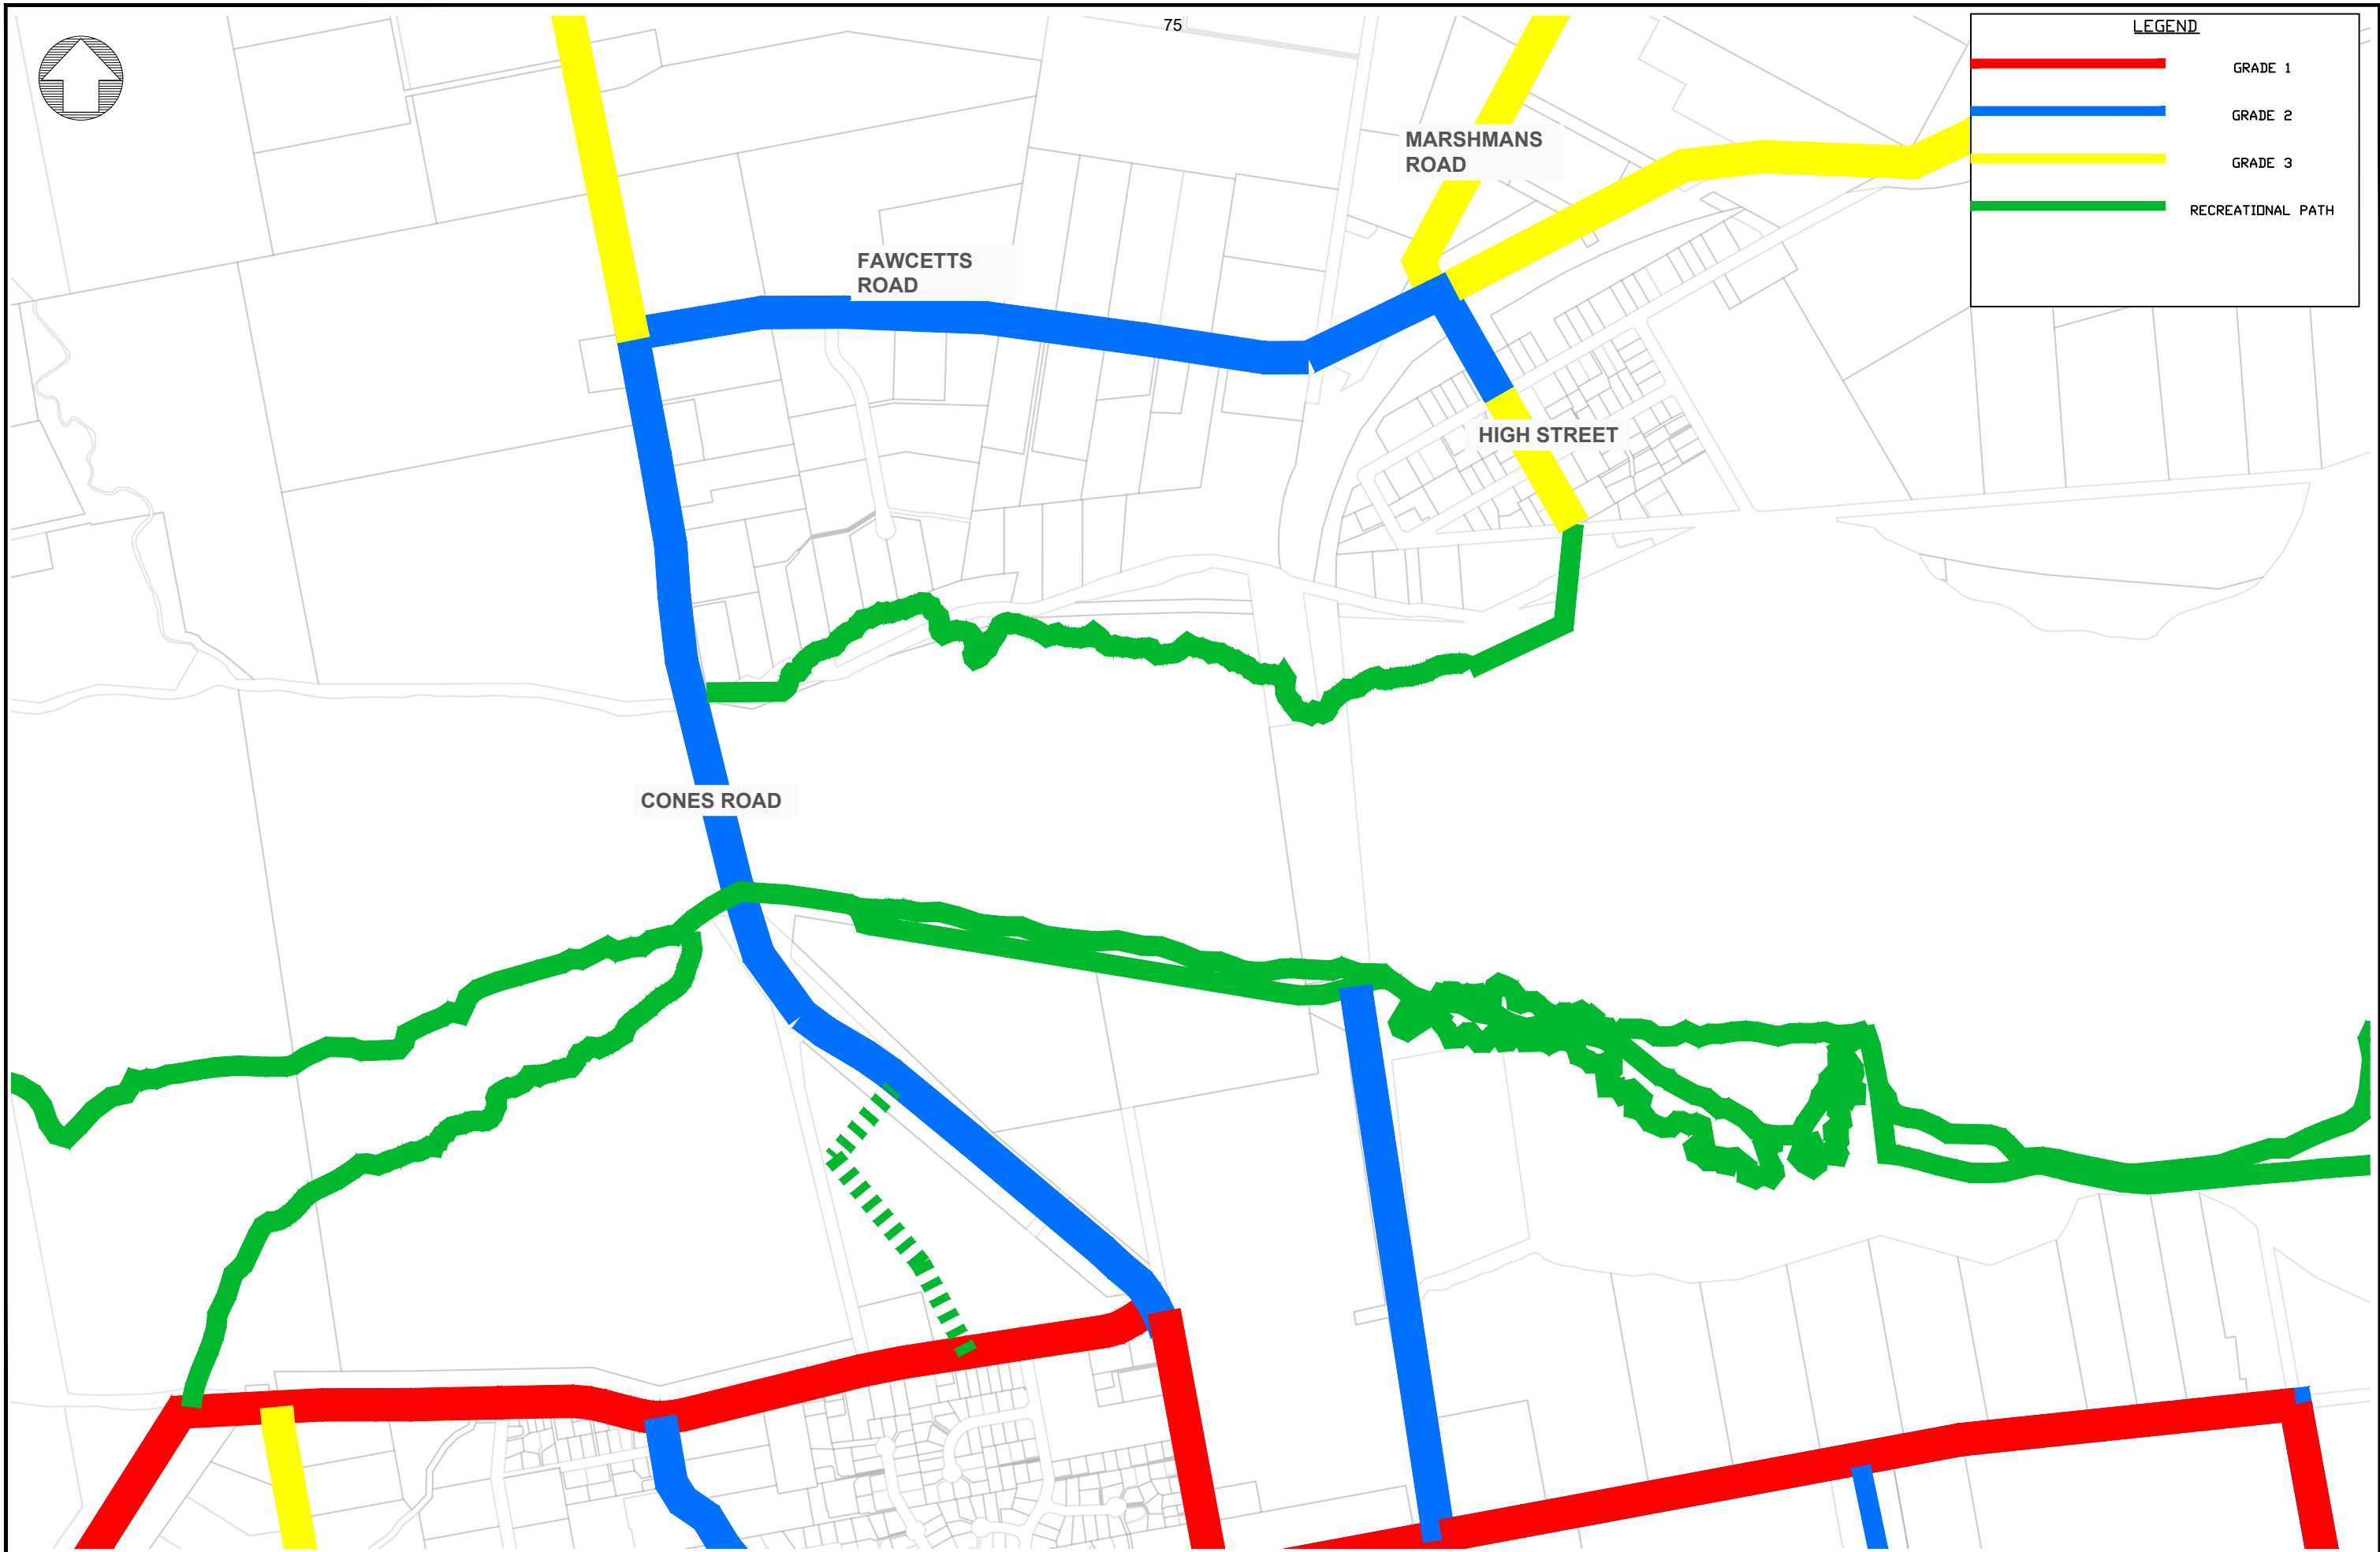 75
LEGEND
GRADE 1
GRADE 2
GRADE 3
RECREATIONAL PATH
MARSHMANS
ROAD
FAWCETTS
ROAD
HIGH STREET
CONES ROAD